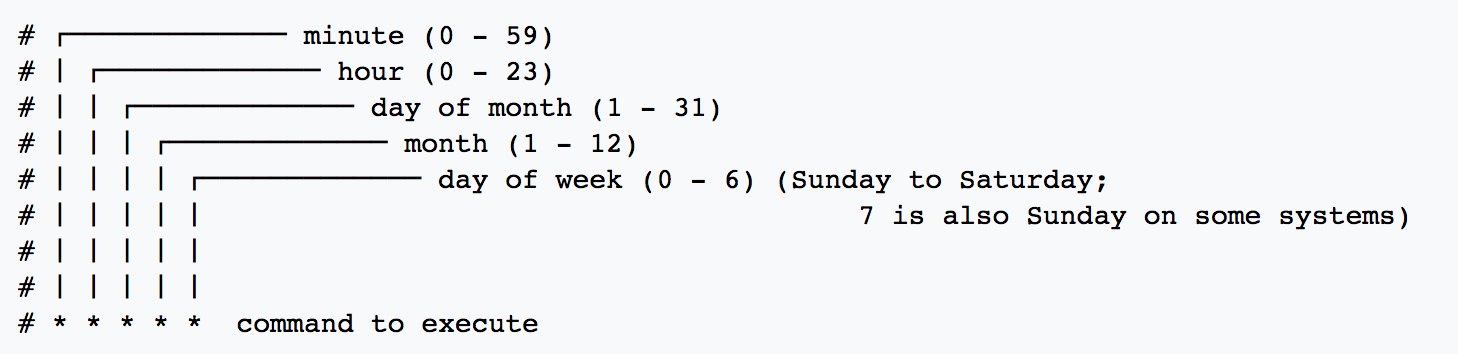 # ┌───────────── minute (0 - 59)
# │ ┌───────────── hour (0 - 23)
# │ │ ┌───────────── day of month (1 - 31)
# │ │ │ ┌───────────── month (1 - 12)
# │ │ │ │ ┌───────────── day of week (0 - 6) (Sunday to Saturday;
# │ │ │ │ │                                       7 is also Sunday on some systems)
# │ │ │ │ │
# │ │ │ │ │
# * * * * *  command to execute